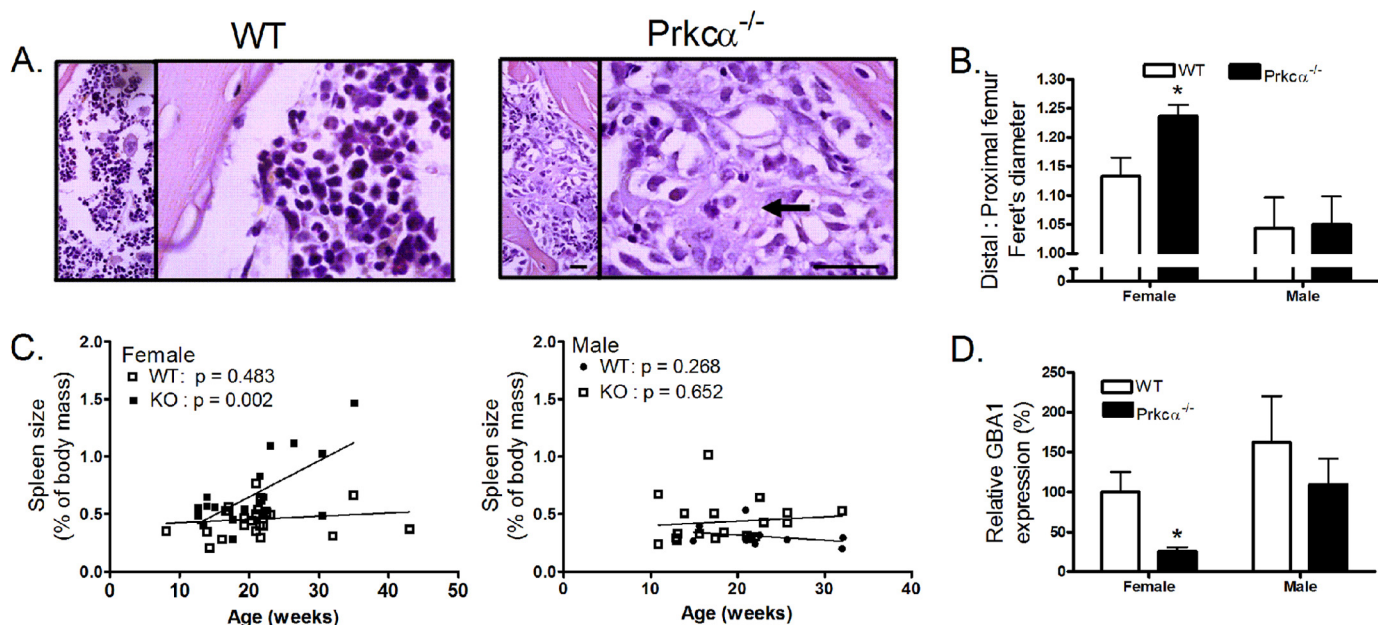 WT
Prkcα-/-
A.
B.
WT
Prkcα-/-
Distal : Proximal femur
Feret's diameter
1.30
1.25
*
1.20
1.15
1.10
1.05
1.00
0
Female
Male
C.
Spleen size
(% of body mass)
2.0
1.5
1.0
0.5
0.0
Female
WT: p = 0.483
KO : p = 0.002
0
10
20
30
40
50
Age (weeks)
Spleen size
(% of body mass)
2.0
1.5
1.0
0.5
0.0
Male
WT: p = 0.268
KO : p = 0.652
0
10
20
30
40
Age (weeks)
D.
Relative GBA1
expression (%)
250
200
150
100
50
0
WT
Prkcα-/-
*
Female
Male